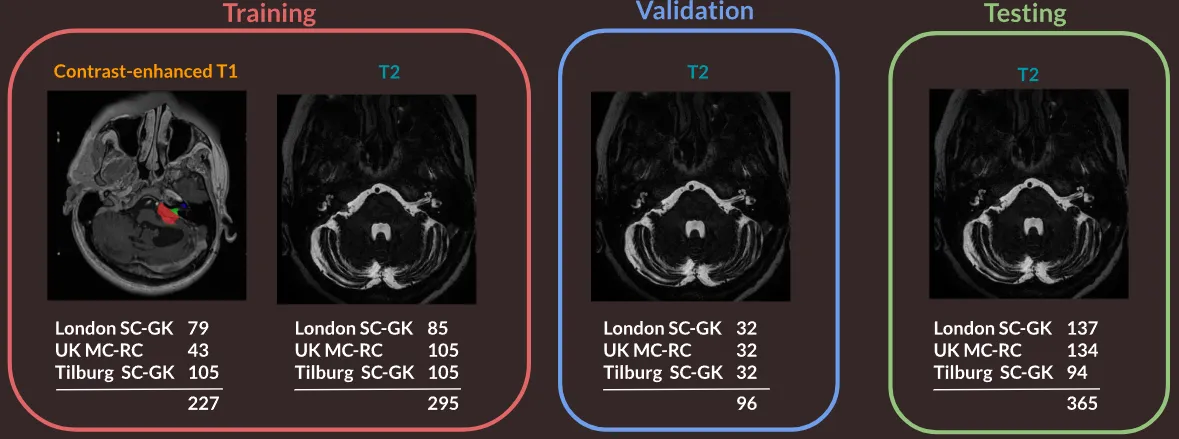 Training
Validation
Testing
Contrast-enhanced T1
T2
T2
T2
London SC-GK 79
UK MC-RC 43
Tilburg SC-GK 105
227
London SC-GK 85
UK MC-RC 105
Tilburg SC-GK 105
295
London SC-GK 32
UK MC-RC 32
Tilburg SC-GK 32
96
London SC-GK 137
UK MC-RC 134
Tilburg SC-GK 94
365